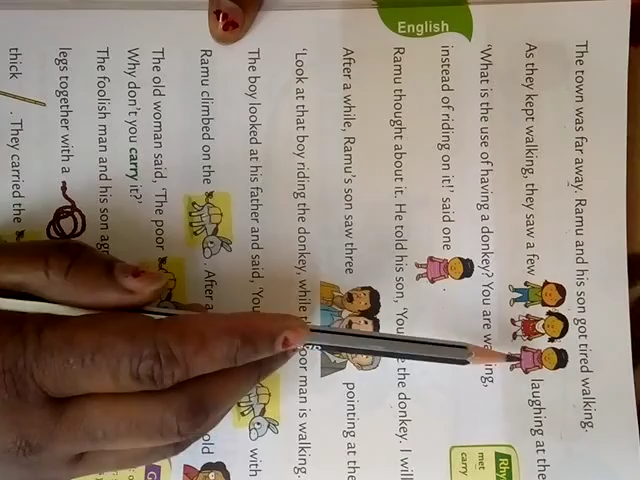 English
The town was far away. Ramu and his son got tired walking.
As they kept walking, they saw a few laughing at the
'What is the use of having a donkey? You are
instead of riding on it!' said one
Ramu thought about it. He told his son, 'You the donkey. I will
After a while, Ramu's son saw three pointing at the
'Look at that boy riding the donkey, while poor man is walking.
The boy looked at his father and said, 'You with
Ramu climbed on the . After a old
The old woman said, 'The poor
Why don't you carry it?'
The foolish man and his son
legs together with a
thick . They carried the
met
carry